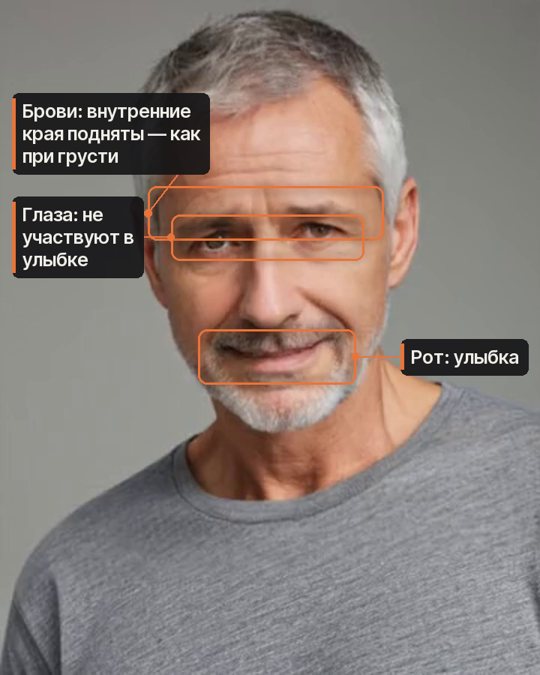 Брови: внутренние
края подняты — как
при грусти
Глаза: не
участвуют в
улыбке
Рот: улыбка